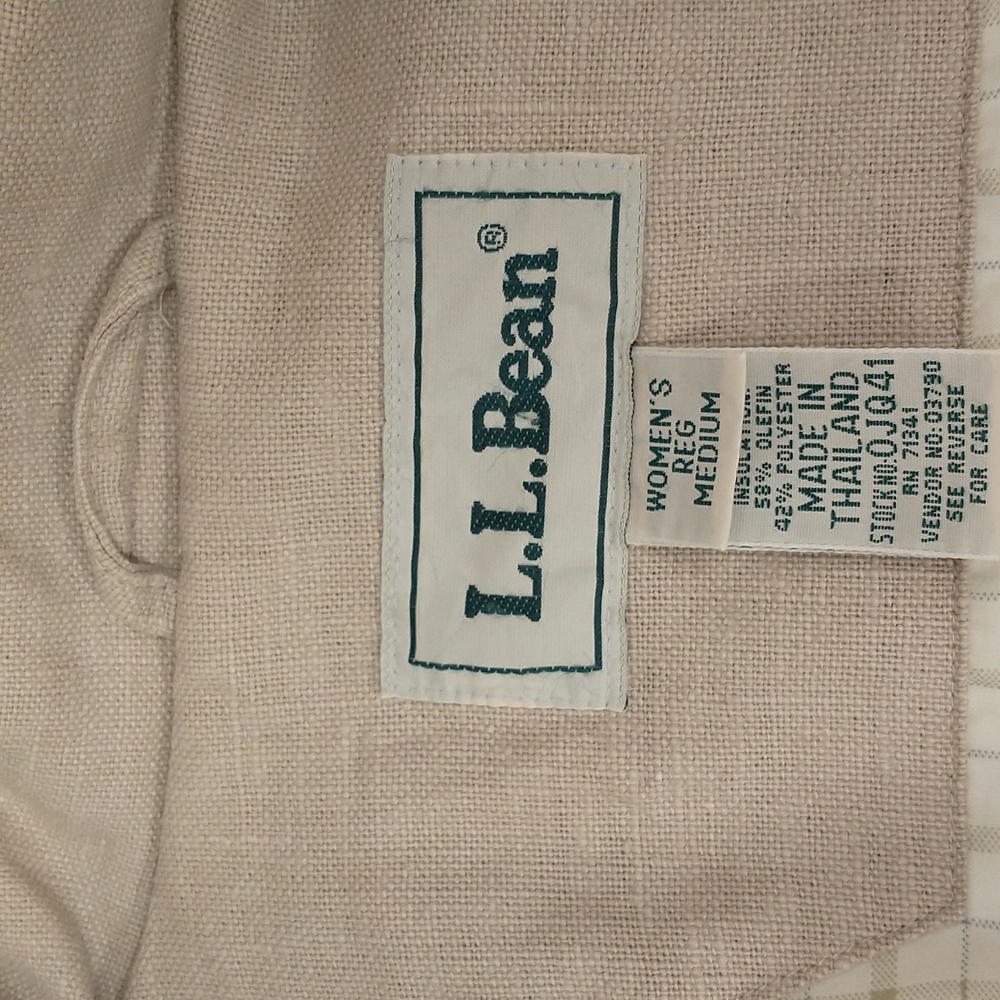 L.L.Bean®
WOMEN'S
REG
MEDIUM
INSULATION
58% OLEFIN
42% POLYESTER
MADE IN
THAILAND
STOCK NO:0JQ41
RN 71341
VENDOR NO:03790
SEE REVERSE
FOR CARE